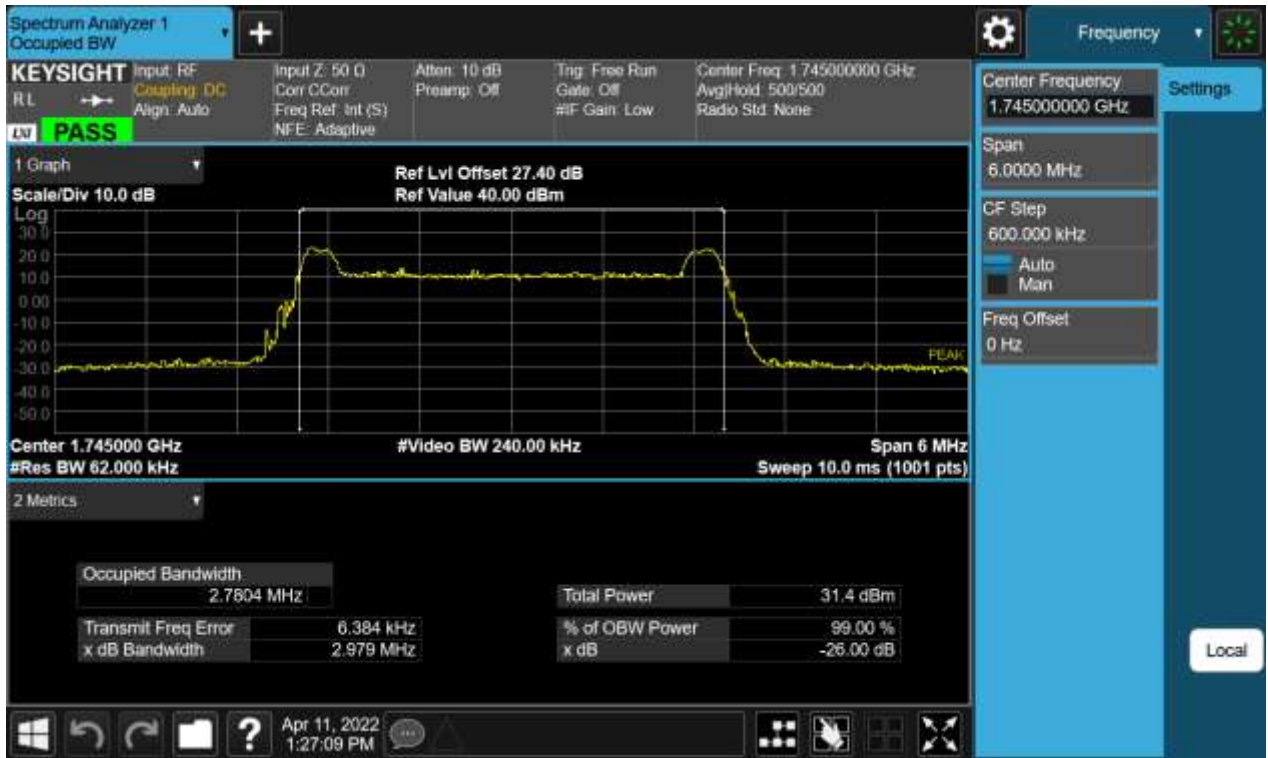 Spectrum Analyzer 1
Occupied BW
+
Frequency
KEYSIGHT
Input: RF
Coupling: DC
Align: Auto
RL
LXI
PASS
Input Z: 50 Ω
Corr CCorr
Freq Ref: Int (S)
NFE: Adaptive
Atten: 10 dB
Preamp: Off
Trig: Free Run
Gate: Off
#IF Gain: Low
Center Freq: 1.745000000 GHz
Avg|Hold: 500/500
Radio Std: None
Center Frequency
1.745000000 GHz
Settings
Span
6.0000 MHz
CF Step
600.000 kHz
Auto
Man
Freq Offset
0 Hz
1 Graph
Ref Lvl Offset 27.40 dB
Scale/Div 10.0 dB
Ref Value 40.00 dBm
Log
30.0
20.0
10.0
0.00
-10.0
-20.0
-30.0
-40.0
-50.0
PEAK
Center 1.745000 GHz
#Video BW 240.00 kHz
Span 6 MHz
#Res BW 62.000 kHz
Sweep 10.0 ms (1001 pts)
2 Metrics
Occupied Bandwidth
2.7804 MHz
Total Power
31.4 dBm
Transmit Freq Error
6.384 kHz
% of OBW Power
99.00 %
x dB Bandwidth
2.979 MHz
x dB
-26.00 dB
Local
?
Apr 11, 2022
1:27:09 PM